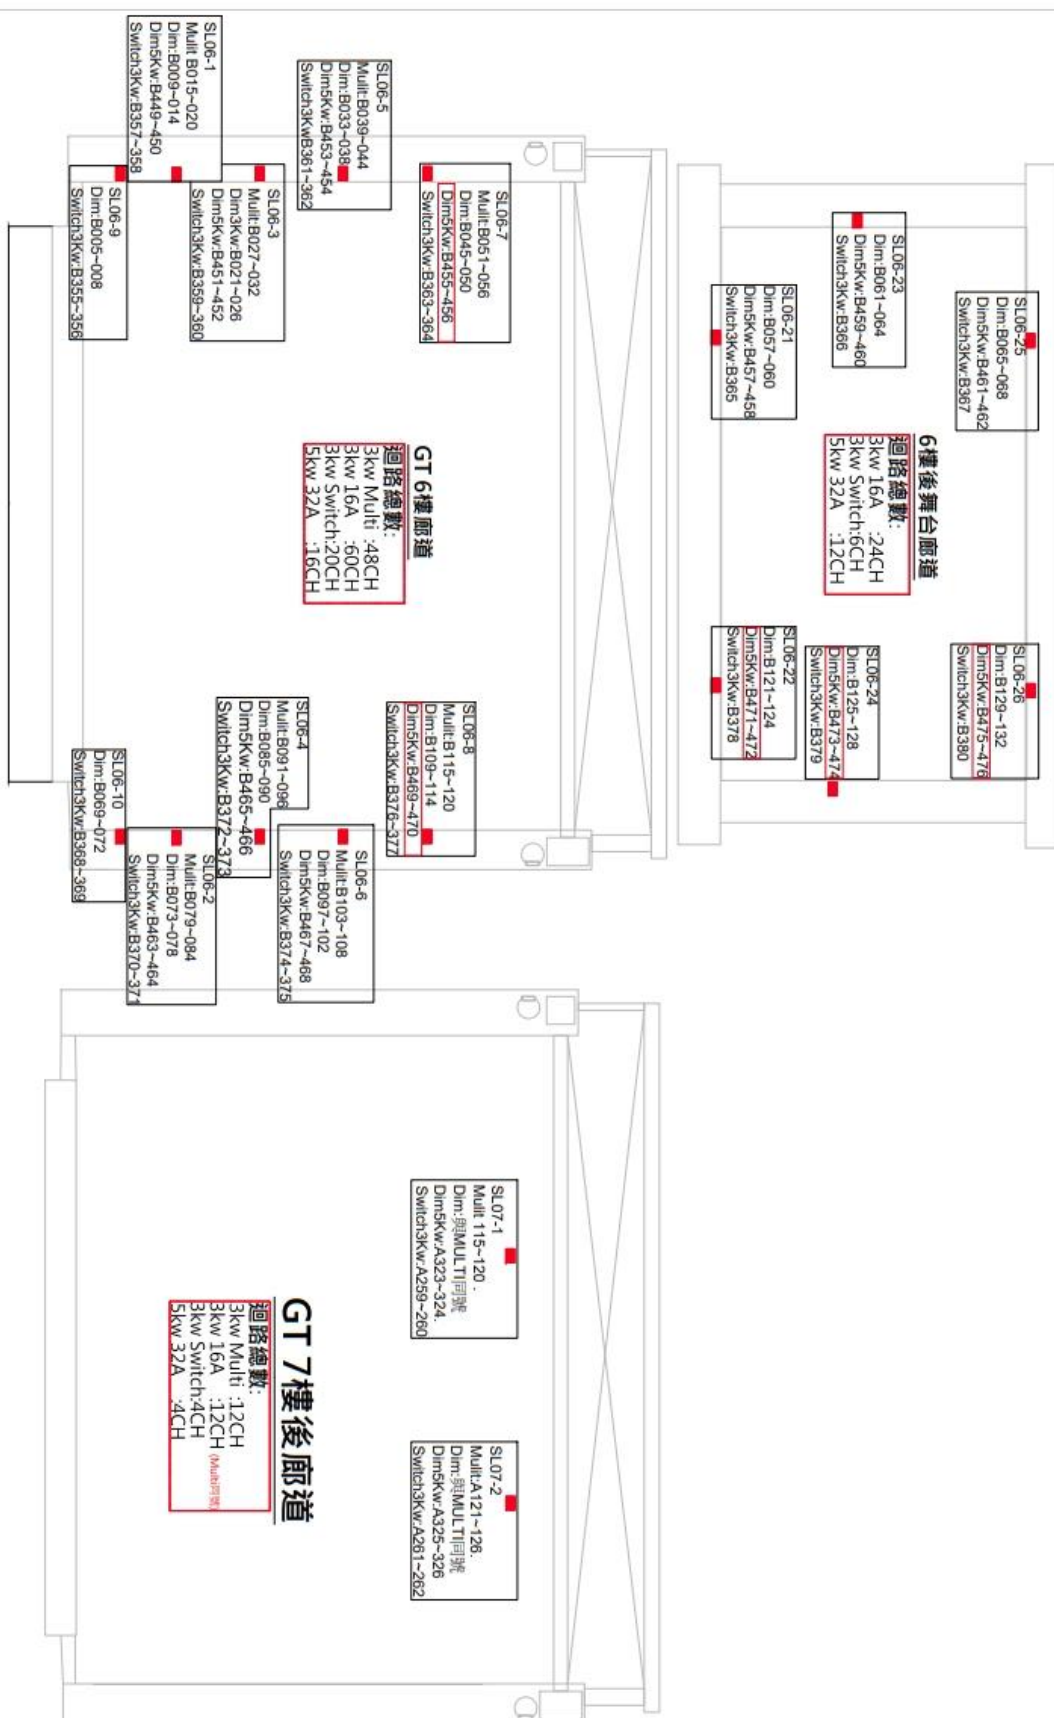 SL06-25
Dim:B065~068
Dim5Kw:B461~462
Switch3Kw:B367
SL06-23
Dim:B061~064
Dim5Kw:B459~460
Switch3Kw:B366
SL06-21
Dim:B057~060
Dim5Kw:B457~458
Switch3Kw:B365
6樓後舞台廊道
迴路總數:
3kw 16A :24CH
3kw Switch:6CH
5kw 32A :12CH
SL06-26
Dim:B129~132
Dim5Kw:B475~476
Switch3Kw:B380
SL06-24
Dim:B125~128
Dim5Kw:B473~474
Switch3Kw:B379
SL06-22
Dim:B121~124
Dim5Kw:B471~472
Switch3Kw:B378
SL06-7
Mulit:B051~056
Dim:B045~050
Dim5Kw:B455~456
Switch3Kw:B363~364
SL06-5
Mulit:B039~044
Dim:B033~038
Dim5Kw:B453~454
Switch3KwB361~362
SL06-3
Mulit:B027~032
Dim3Kw:B021~026
Dim5Kw:B451~452
Switch3Kw:B359~360
SL06-1
Mulit B015~020
Dim:B009~014
Dim5Kw:B449~450
Switch3Kw:B357~358
SL06-9
Dim:B005~008
Switch3Kw:B355~356
GT 6樓廊道
迴路總數:
3kw Multi :48CH
3kw 16A :60CH
3kw Switch:20CH
5kw 32A :16CH
SL06-8
Mulit:B115~120
Dim:B109~114
Dim5Kw:B469~470
Switch3Kw:B376~377
SL06-6
Mulit:B103~108
Dim:B097~102
Dim5Kw:B467~468
Switch3Kw:B374~375
SL06-4
Mulit:B091~096
Dim:B085~090
Dim5Kw:B465~466
Switch3Kw:B372~373
SL06-2
Mulit:B079~084
Dim:B073~078
Dim5Kw:B463~464
Switch3Kw:B370~371
SL06-10
Dim:B069~072
Switch3Kw:B368~369
SL07-1
Mulit 115~120 .
Dim:與MULTI同號
Dim5Kw:A323~324.
Switch3Kw:A259~260
SL07-2
Mulit:A121~126.
Dim:與MULTI同號
Dim5Kw:A325~326
Switch3Kw:A261~262
GT 7樓後廊道
迴路總數:
3kw Multi :12CH
3kw 16A :12CH (Multi同號)
3kw Switch:4CH
5kw 32A :4CH